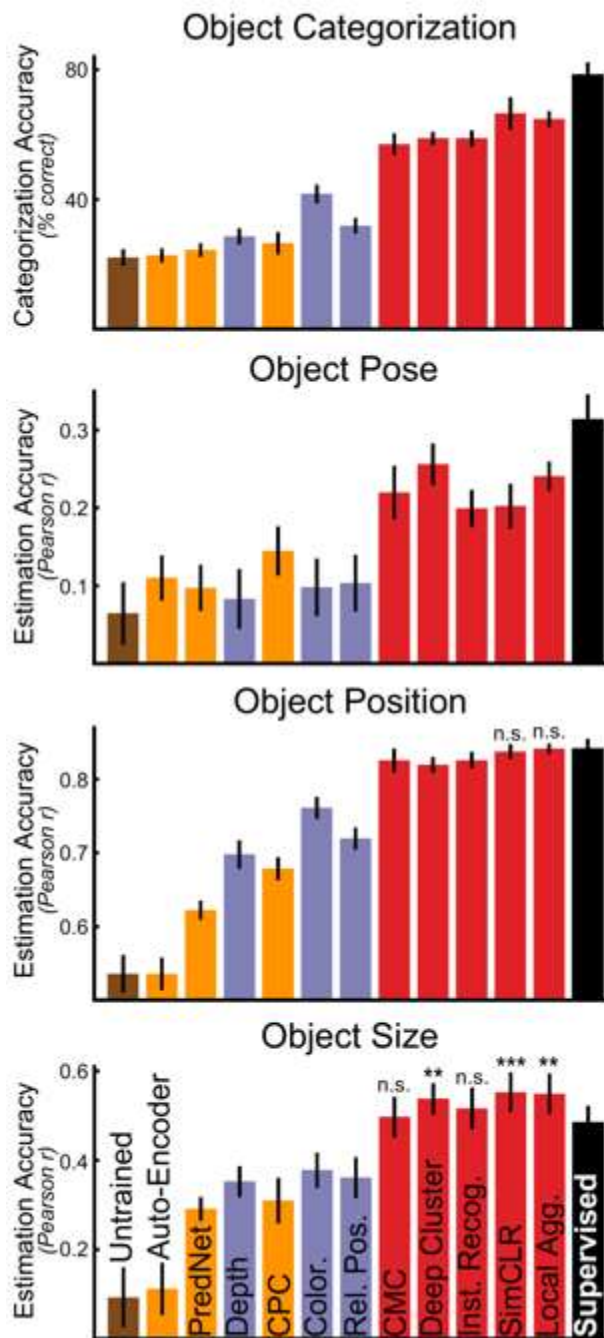 Object Categorization
Categorization Accuracy
(% correct)
80
40
Object Pose
Estimation Accuracy
(Pearson r)
0.3
0.2
0.1
Object Position
Estimation Accuracy
(Pearson r)
n.s. n.s.
0.8
0.7
0.6
Object Size
Estimation Accuracy
(Pearson r)
0.6
0.4
0.2
n.s. ** n.s. *** **
Untrained
Auto-Encoder
PredNet
Depth
CPC
Color.
Rel. Pos.
CMC
Deep Cluster
Inst. Recog.
SimCLR
Local Agg.
Supervised